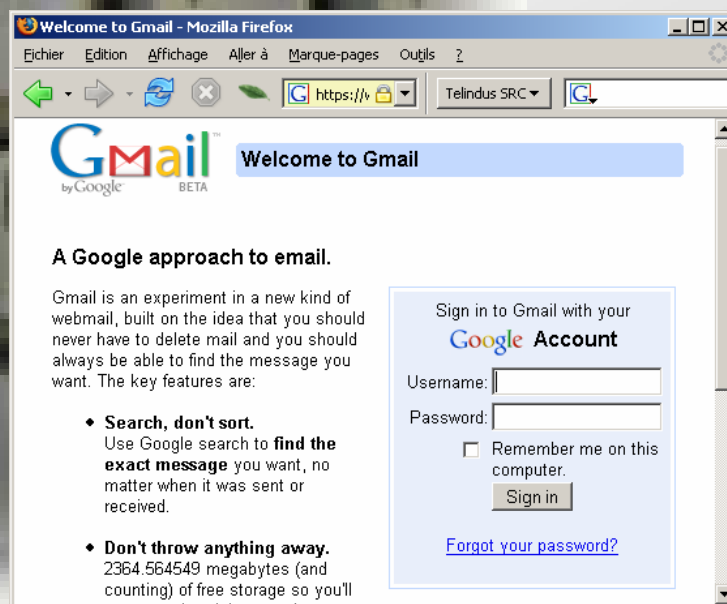 Welcome to Gmail - Mozilla Firefox
Fichier Edition Affichage Aller à Marque-pages Outils ?
https://v Telindus SRC
GMail™
by Google BETA
Welcome to Gmail
A Google approach to email.
Gmail is an experiment in a new kind of
webmail, built on the idea that you should
never have to delete mail and you should
always be able to find the message you
want. The key features are:
Search, don't sort.
Use Google search to find the
exact message you want, no
matter when it was sent or
received.
Don't throw anything away.
2364.564549 megabytes (and
counting) of free storage so you'll
Sign in to Gmail with your
Google Account
Username:
Password:
Remember me on this
computer.
Sign in
Forgot your password?